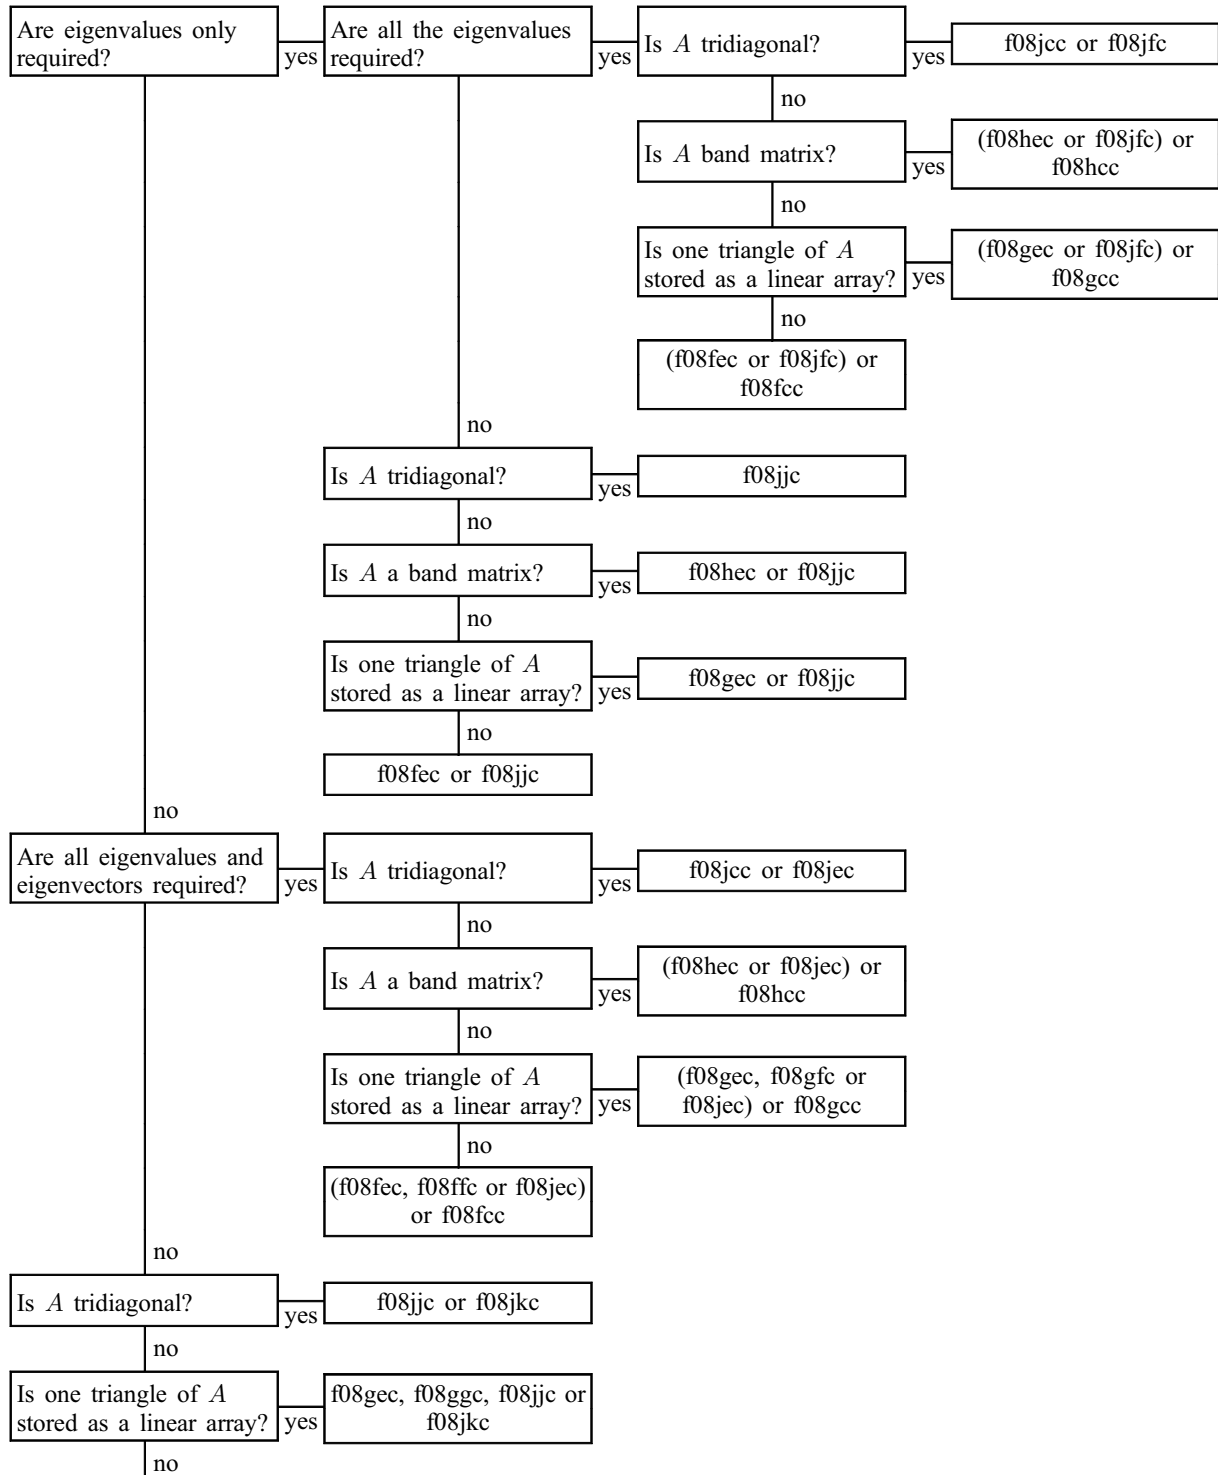 Are eigenvalues only
required?
yes
Are all the eigenvalues
required?
yes
Is A tridiagonal?
yes
f08jcc or f08jfc
no
Is A band matrix?
yes
(f08hec or f08jfc) or
f08hcc
no
Is one triangle of A
stored as a linear array?
yes
(f08gec or f08jfc) or
f08gcc
no
(f08fec or f08jfc) or
f08fcc
no
Is A tridiagonal?
yes
f08jjc
no
Is A a band matrix?
yes
f08hec or f08jjc
no
Is one triangle of A
stored as a linear array?
yes
f08gec or f08jjc
no
f08fec or f08jjc
no
Are all eigenvalues and
eigenvectors required?
yes
Is A tridiagonal?
yes
f08jcc or f08jec
no
Is A a band matrix?
yes
(f08hec or f08jec) or
f08hcc
no
Is one triangle of A
stored as a linear array?
yes
(f08gec, f08gfc or
f08jec) or f08gcc
no
(f08fec, f08ffc or f08jec)
or f08fcc
no
Is A tridiagonal?
yes
f08jjc or f08jkc
no
Is one triangle of A
stored as a linear array?
yes
f08gec, f08ggc, f08jjc or
f08jkc
no